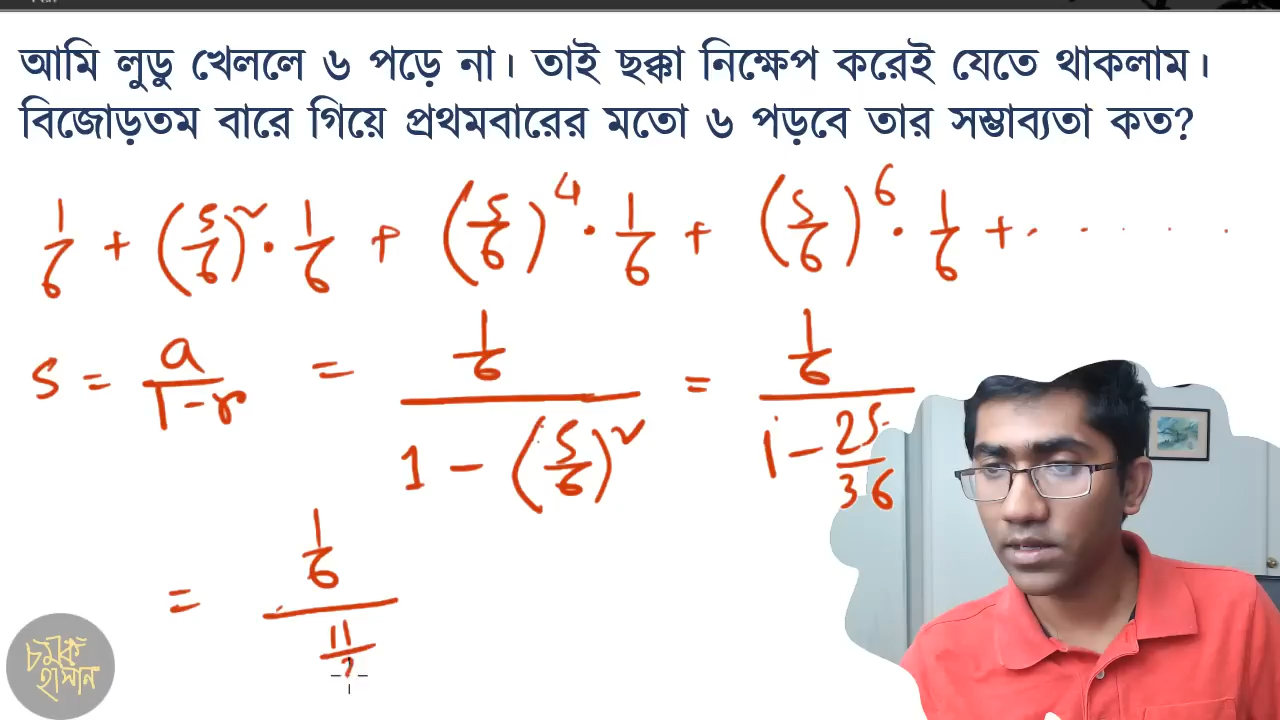 আমি লুডু খেললে ৬ পড়ে না। তাই ছক্কা নিক্ষেপ করেই যেতে থাকলাম।
বিজোড়তম বারে গিয়ে প্রথমবারের মতো ৬ পড়বে তার সম্ভাব্যতা কত?
1/6 + (5/6)^2 · 1/6 + (5/6)^4 · 1/6 + (5/6)^6 · 1/6 + . . . . . .
S = a/(1-r) = (1/6)/(1 - (5/6)^2) = (1/6)/(1 - 25/36)
= (1/6)/(11/3
চমক
হাসান